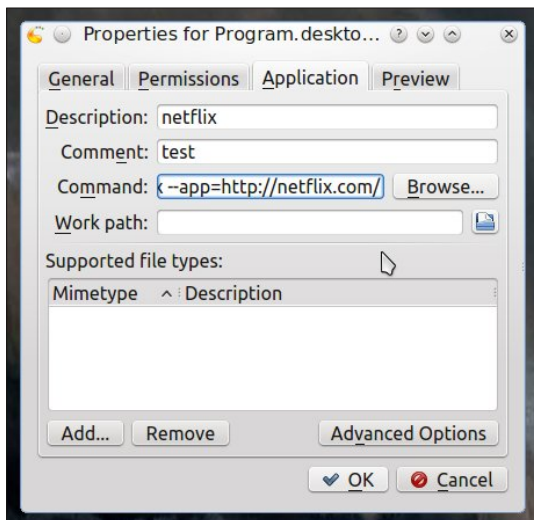 Properties for Program.deskto...
General Permissions Application Preview
Description: netflix
Comment: test
Command: --app=http://netflix.com/ Browse...
Work path:
Supported file types:
Mimetype Description
Add... Remove Advanced Options
OK Cancel